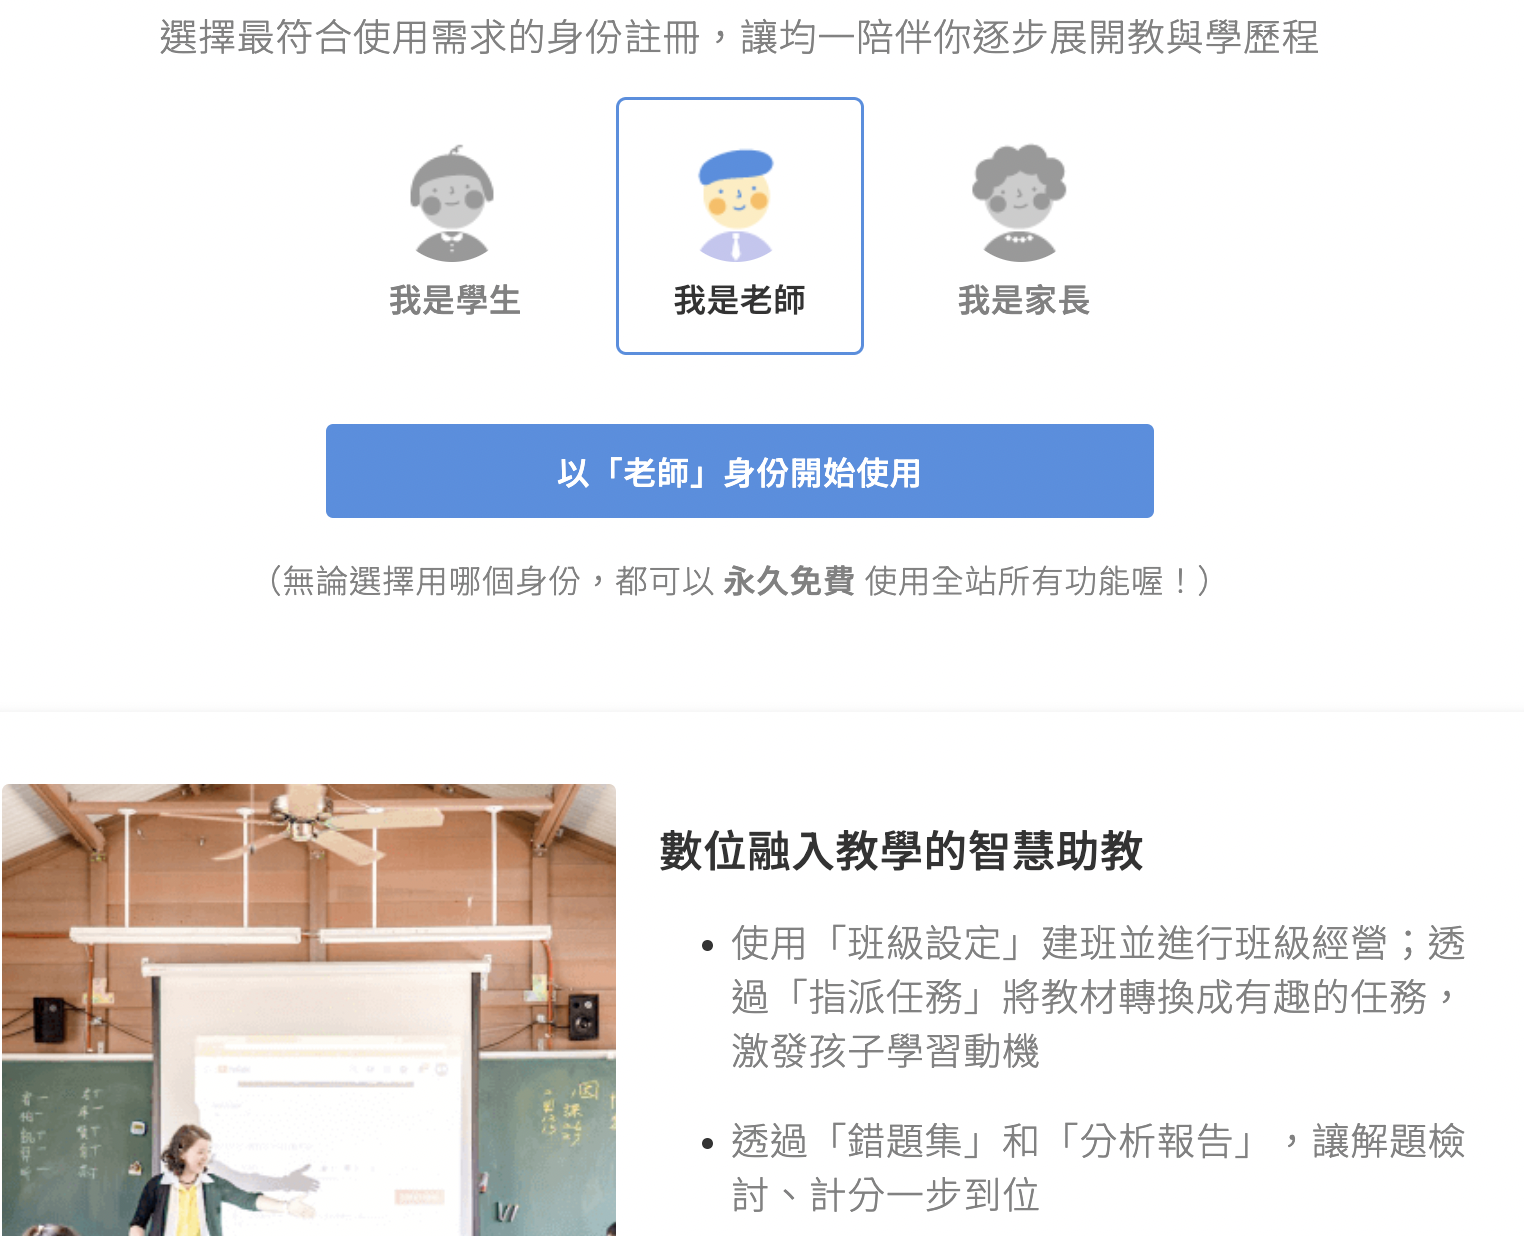 選擇最符合使用需求的身份註冊，讓均一陪伴你逐步展開教與學歷程
我是學生
我是老師
我是家長
以「老師」身份開始使用
（無論選擇用哪個身份，都可以 永久免費 使用全站所有功能喔！）
數位融入教學的智慧助教
使用「班級設定」建班並進行班級經營；透
過「指派任務」將教材轉換成有趣的任務，
激發孩子學習動機
透過「錯題集」和「分析報告」，讓解題檢
討、計分一步到位